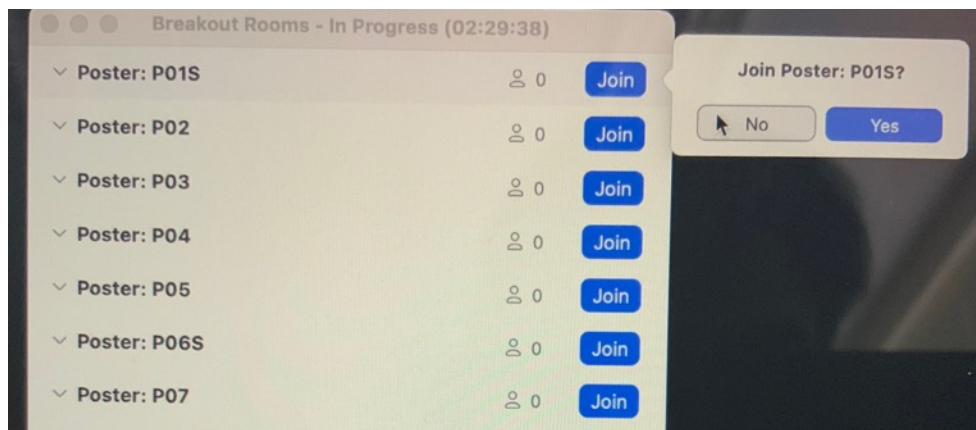 Breakout Rooms - In Progress (02:29:38)
Poster: P01S 0 Join
Poster: P02 0 Join
Poster: P03 0 Join
Poster: P04 0 Join
Poster: P05 0 Join
Poster: P06S 0 Join
Poster: P07 0 Join
Join Poster: P01S?
No Yes